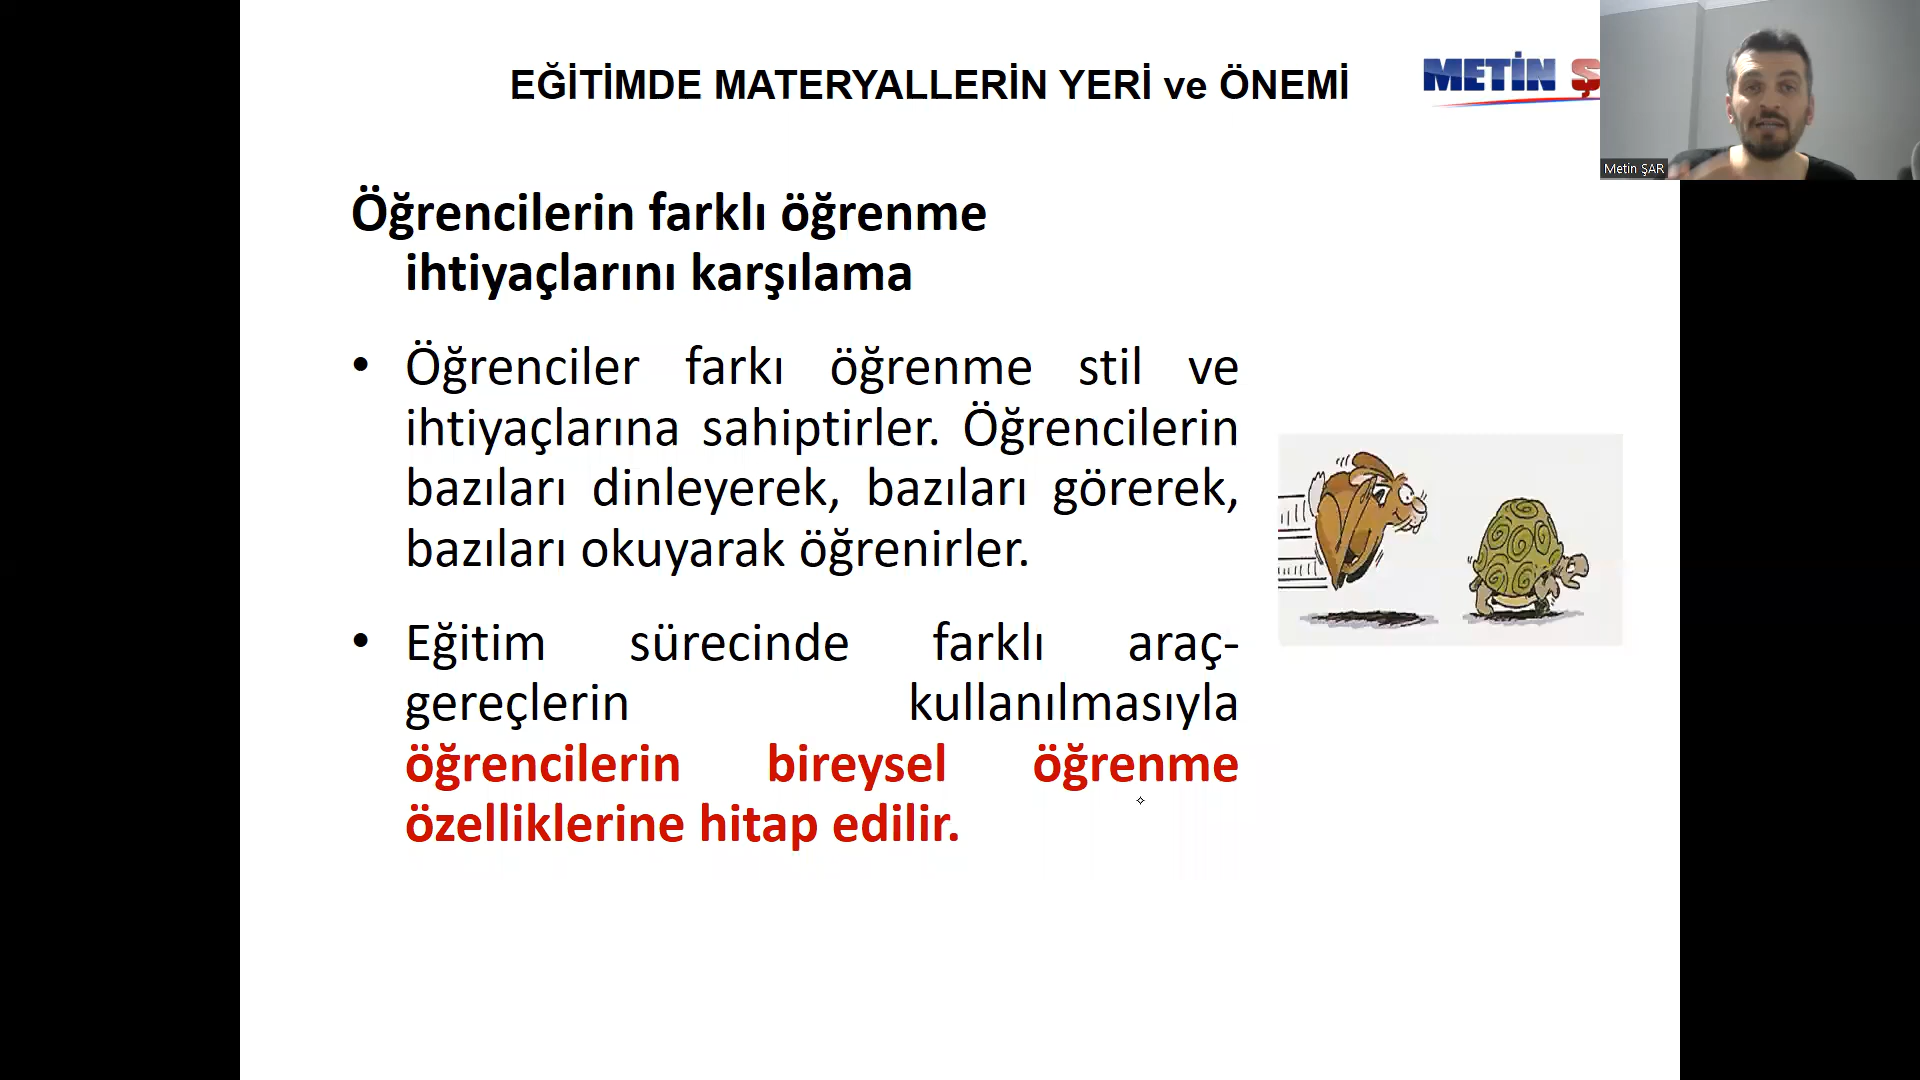 EĞİTİMDE MATERYALLERİN YERİ ve ÖNEMİ
METİN Ş
Metin ŞAR
Öğrencilerin farklı öğrenme
ihtiyaçlarını karşılama
• Öğrenciler farkı öğrenme stil ve
ihtiyaçlarına sahiptirler. Öğrencilerin
bazıları dinleyerek, bazıları görerek,
bazıları okuyarak öğrenirler.
• Eğitim sürecinde farklı araç-
gereçlerin kullanılmasıyla
öğrencilerin bireysel öğrenme
özelliklerine hitap edilir.